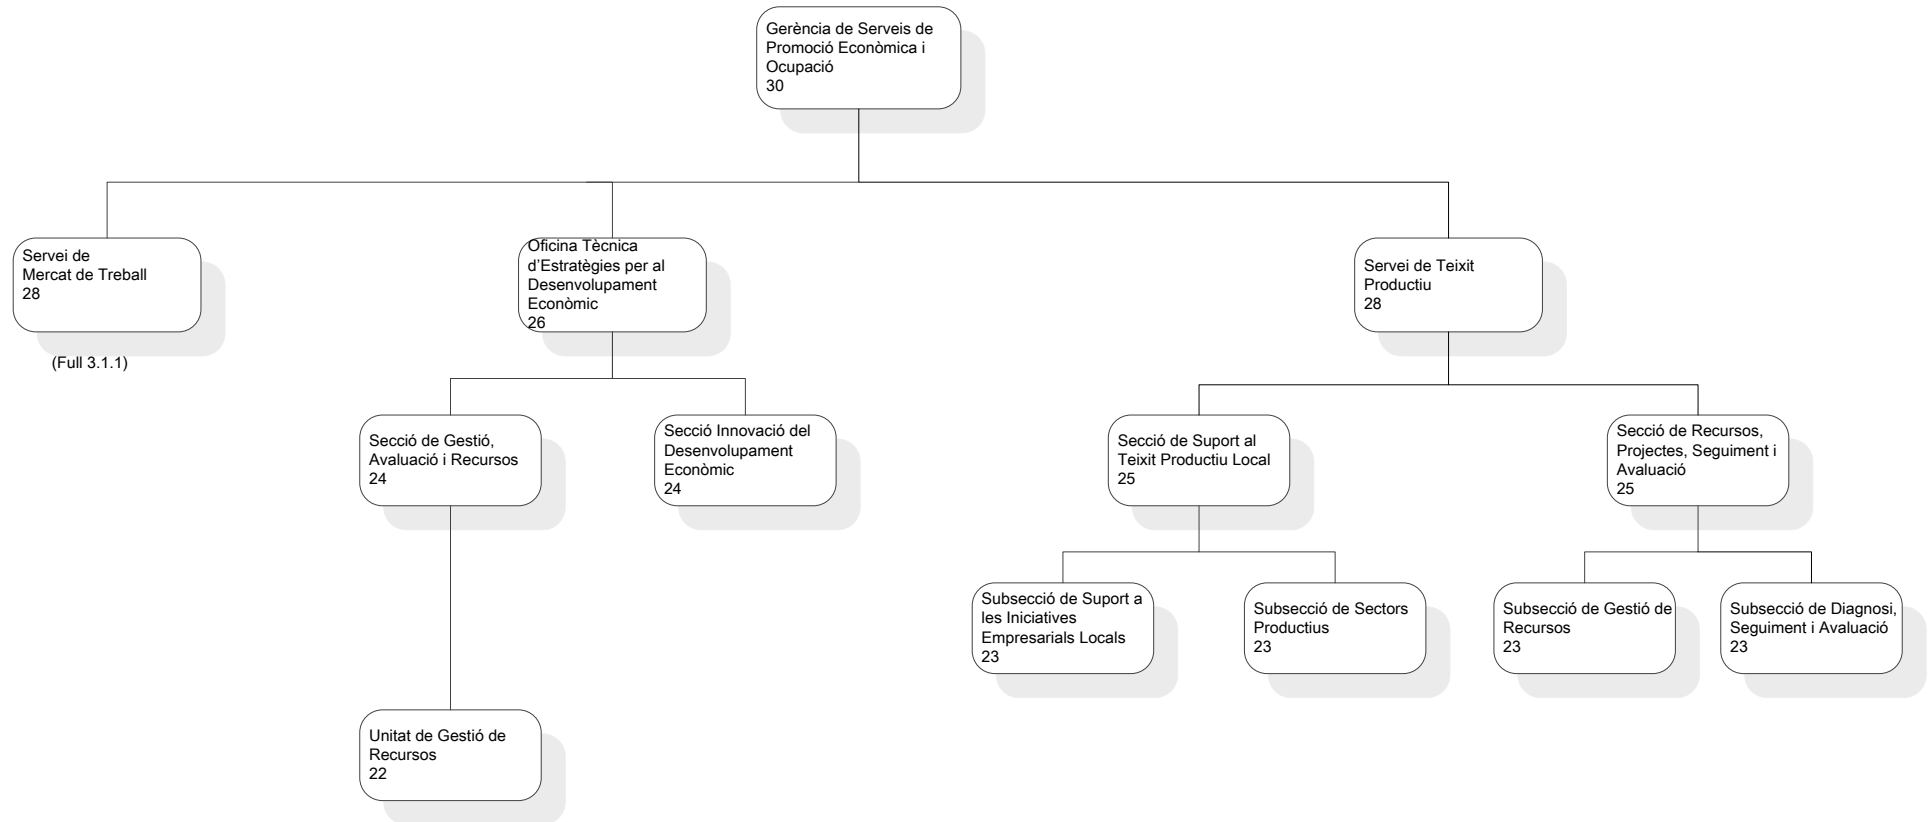 Gerència de Serveis de
Promoció Econòmica i
Ocupació
30
Servei de
Mercat de Treball
28
(Full 3.1.1)
Oficina Tècnica
d’Estratègies per al
Desenvolupament
Econòmic
26
Servei de Teixit
Productiu
28
Secció de Gestió,
Avaluació i Recursos
24
Secció Innovació del
Desenvolupament
Econòmic
24
Secció de Suport al
Teixit Productiu Local
25
Secció de Recursos,
Projectes, Seguiment i
Avaluació
25
Subsecció de Suport a
les Iniciatives
Empresarials Locals
23
Subsecció de Sectors
Productius
23
Subsecció de Gestió de
Recursos
23
Subsecció de Diagnosi,
Seguiment i Avaluació
23
Unitat de Gestió de
Recursos
22